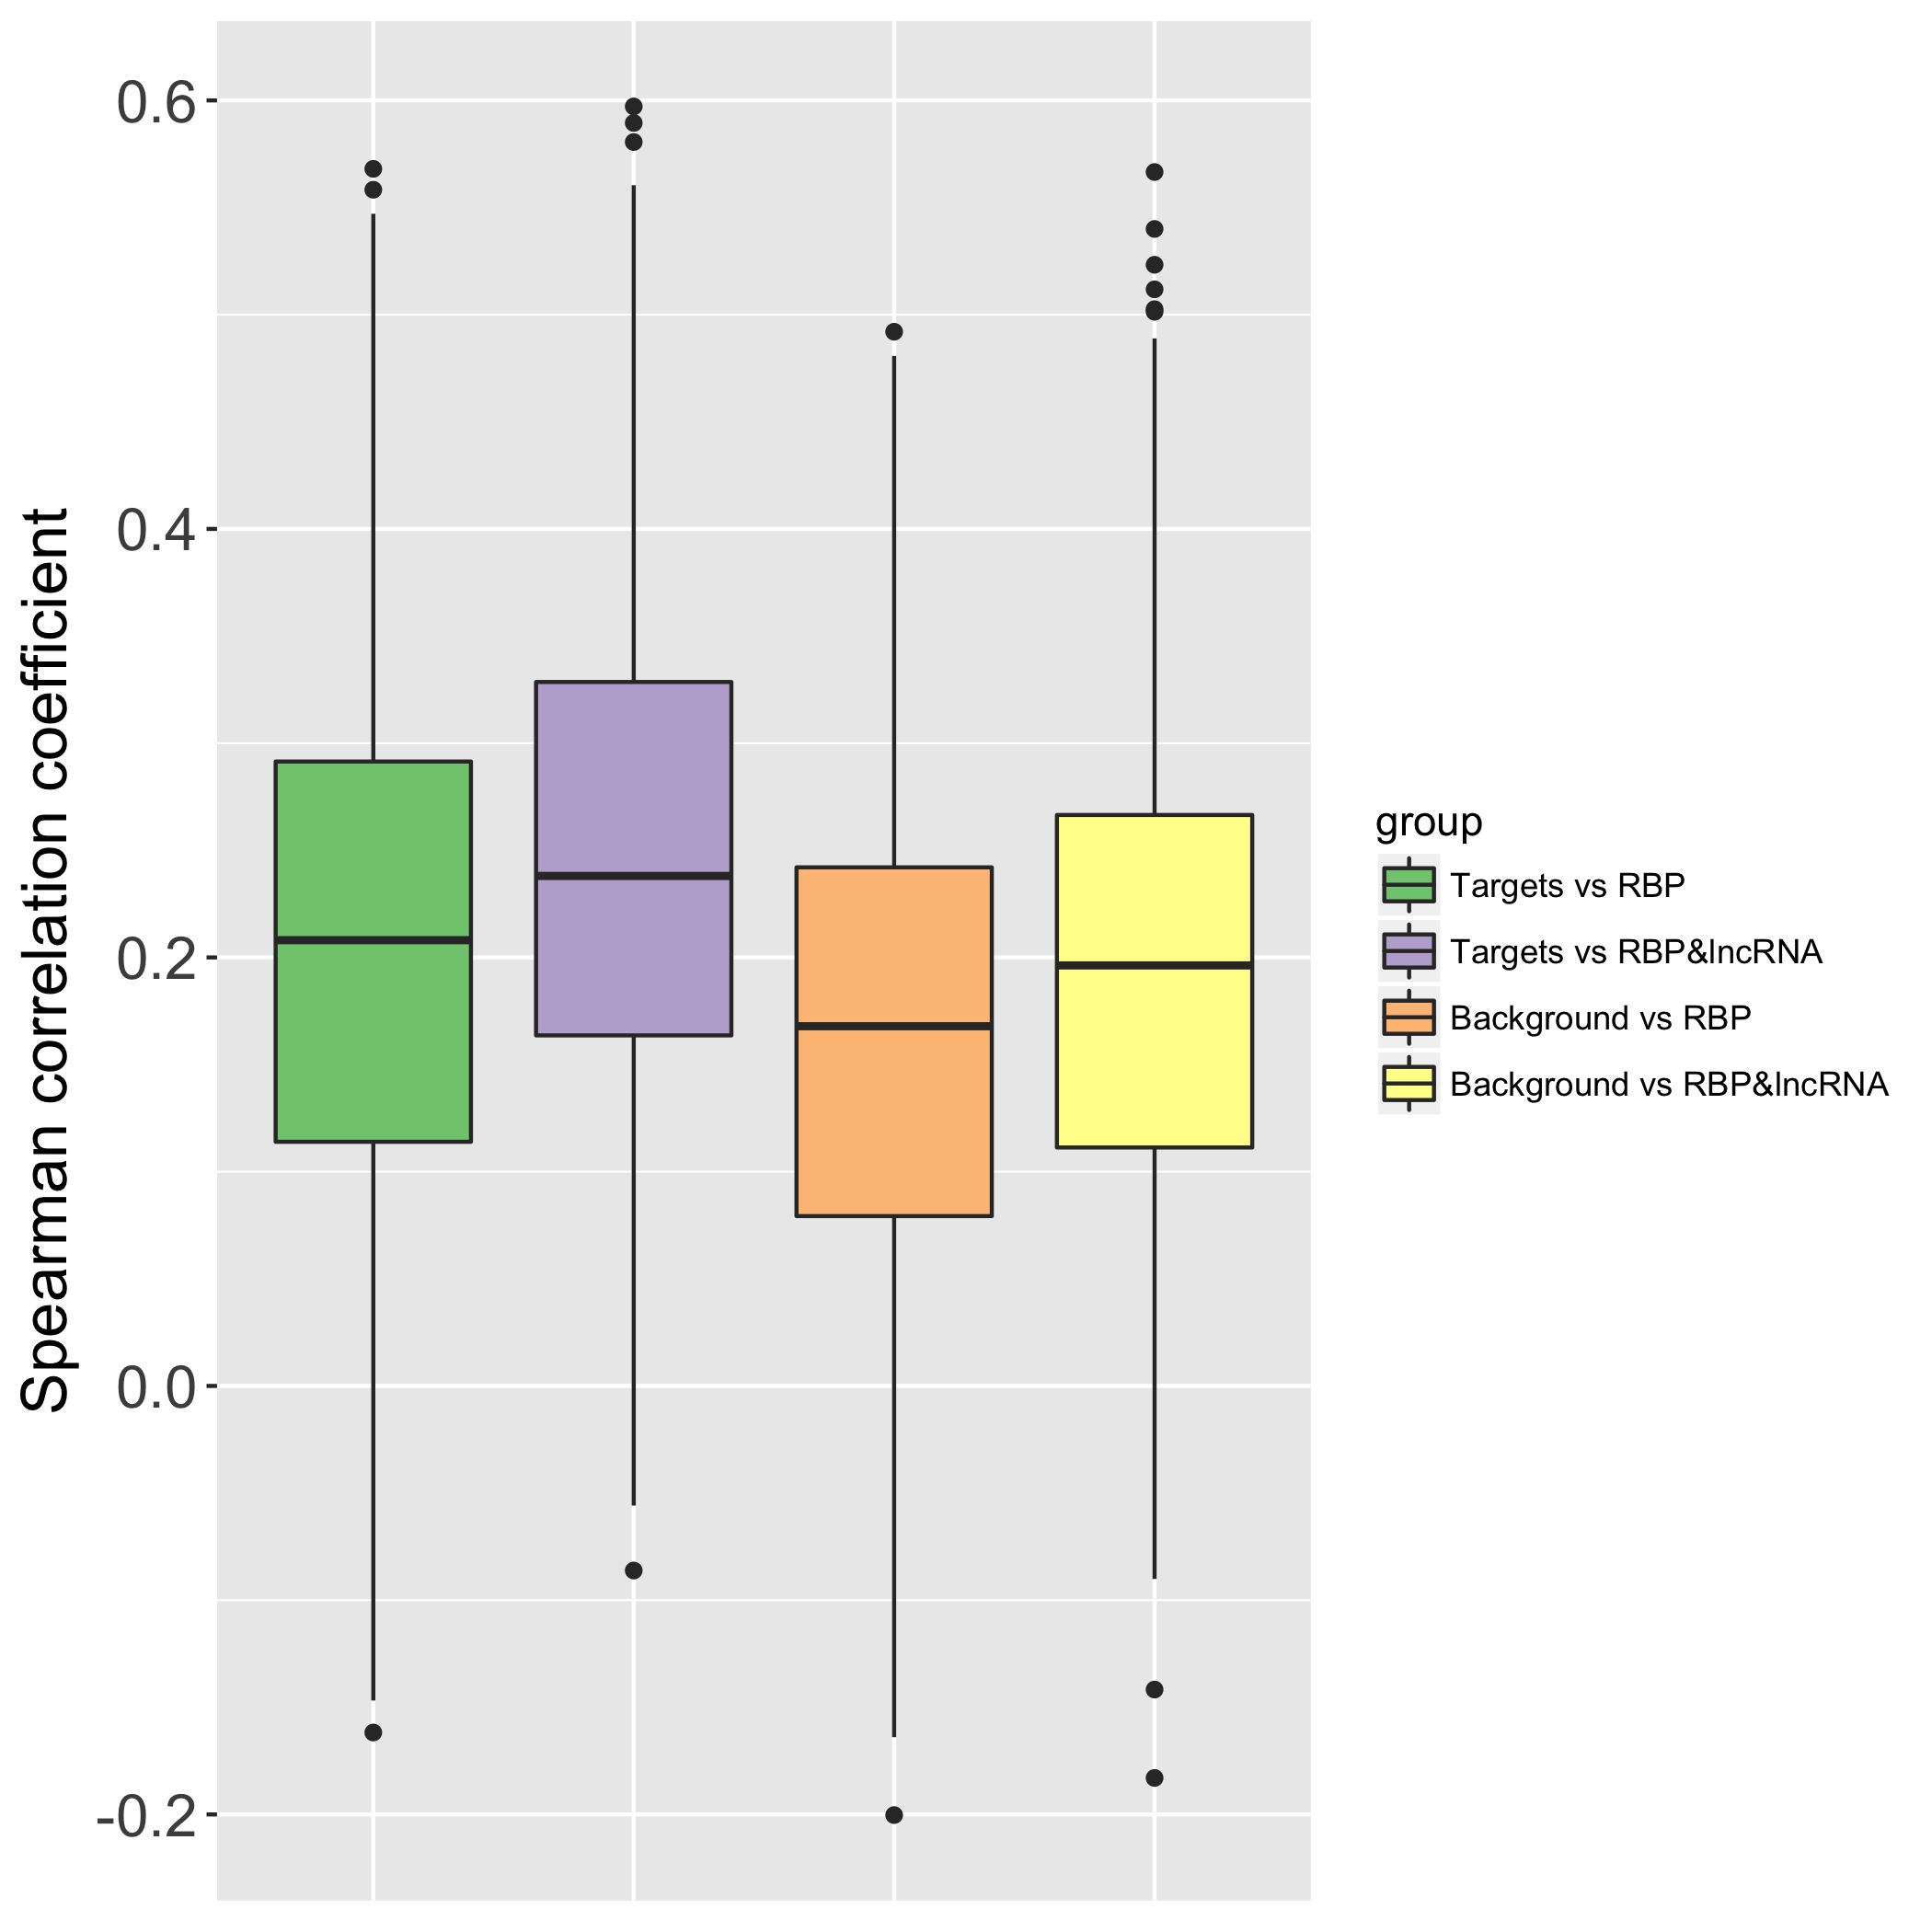 Spearman correlation coefficient
0.6
0.4
0.2
0.0
-0.2
group
Targets vs RBP
Targets vs RBP&lncRNA
Background vs RBP
Background vs RBP&lncRNA